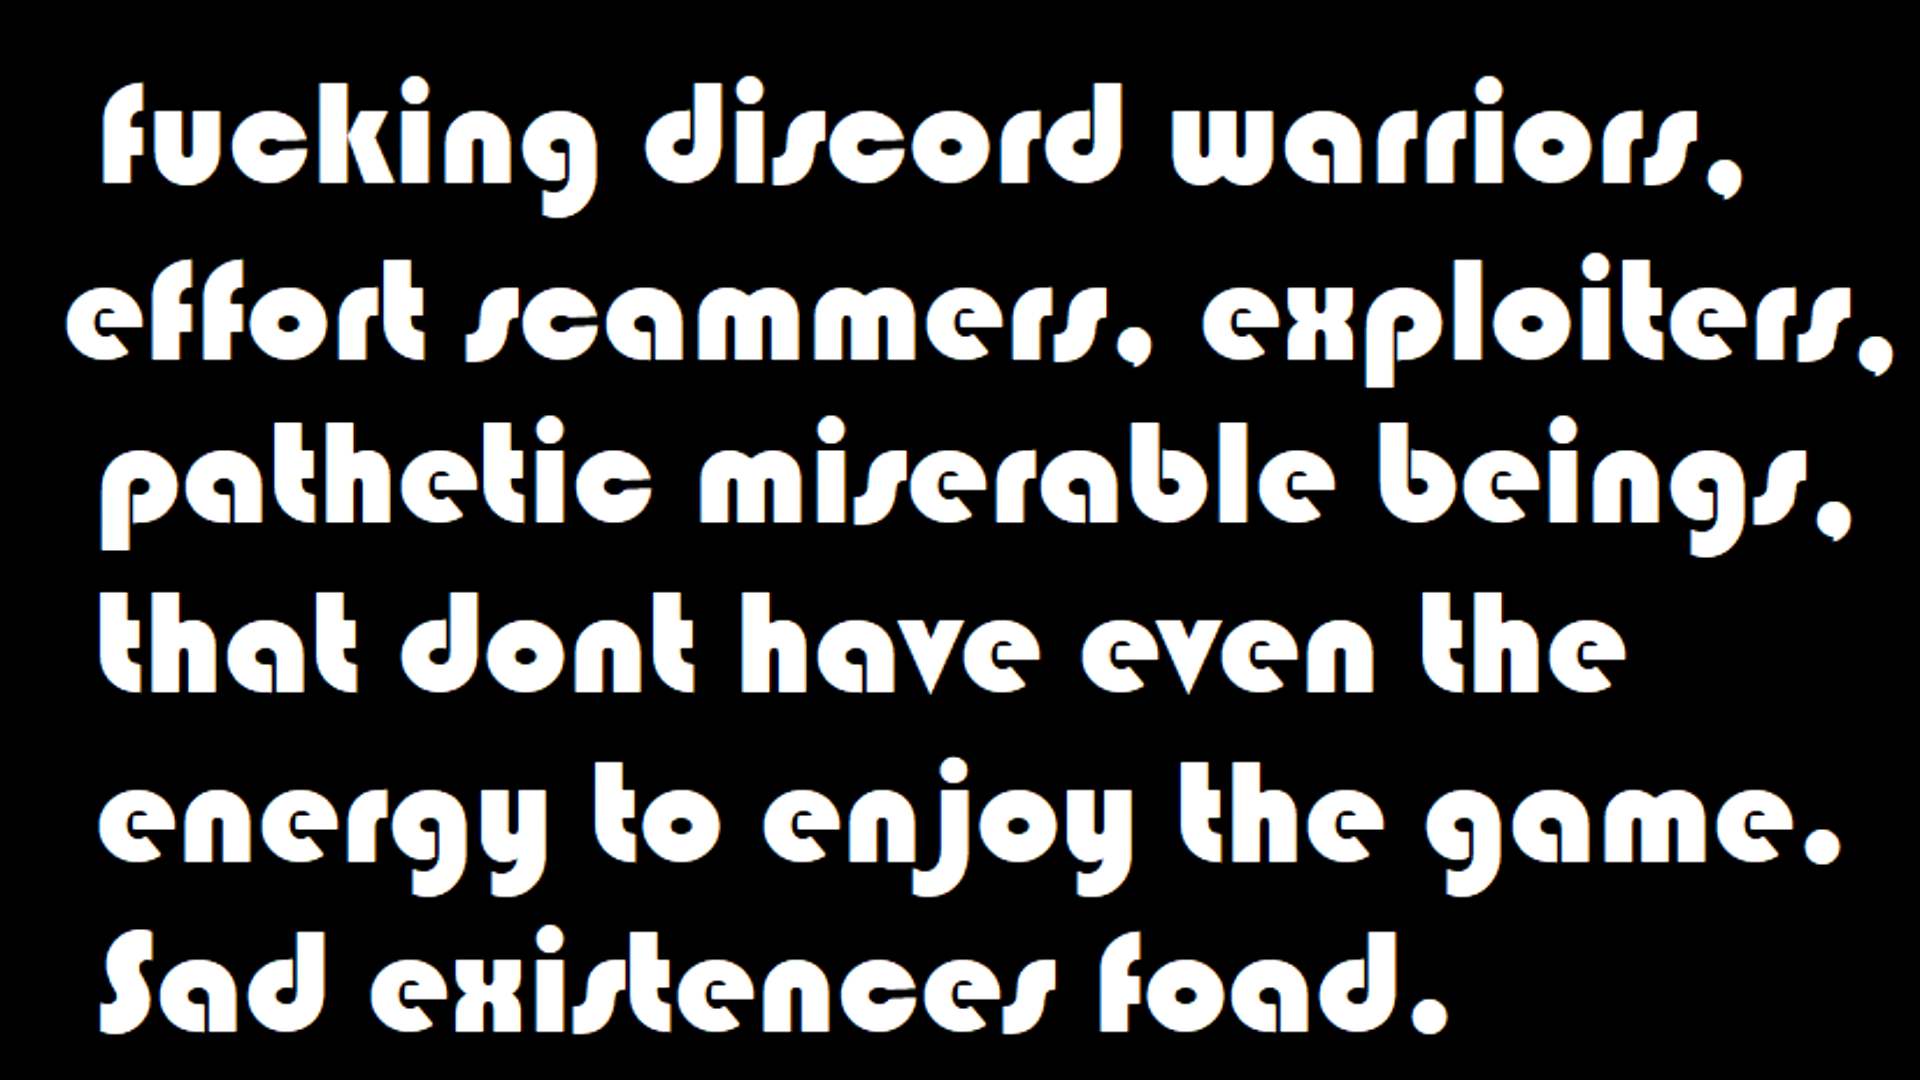 fucking discord warriors,
effort scammers, exploiters,
pathetic miserable beings,
that dont have even the
energy to enjoy the game.
Sad existences foad.